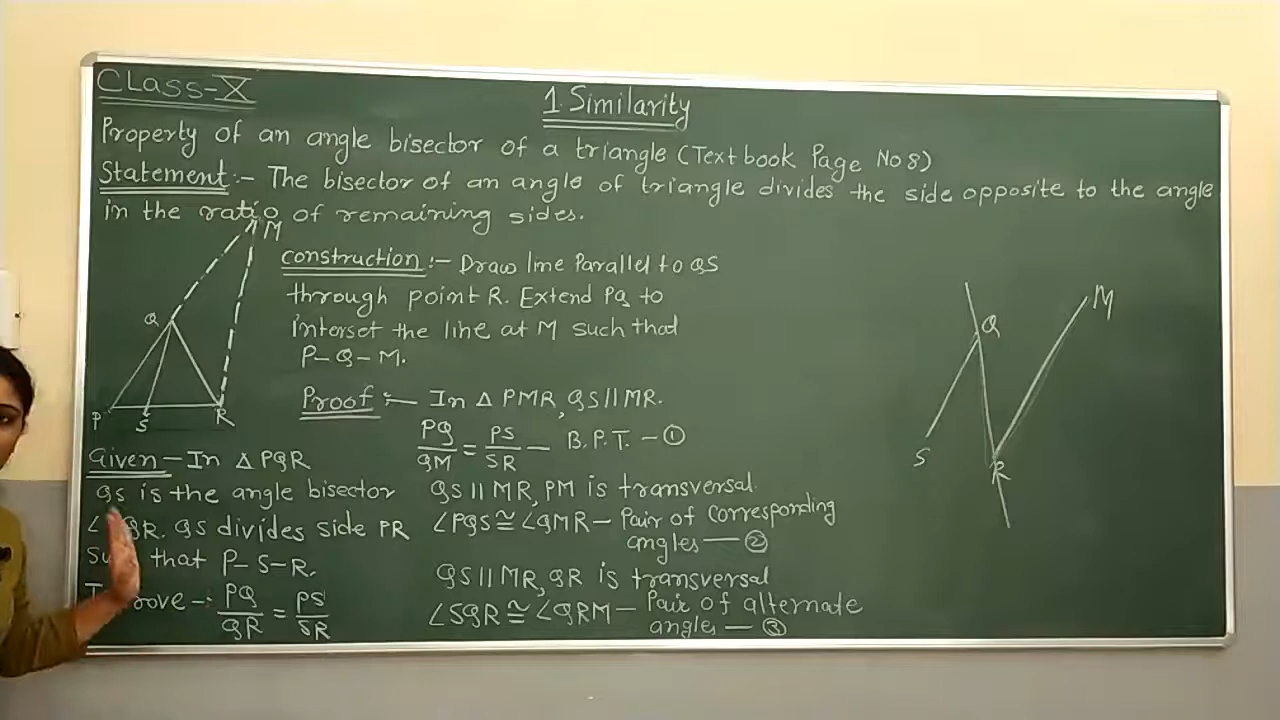 CLASS-X
1. Similarity
Property of an angle bisector of a triangle (Textbook Page No 8)
Statement :- The bisector of an angle of triangle divides the side opposite to the angle
in the ratio of remaining sides.
M
Q
P
S
R
Given - In △ PQR
QS is the angle bisector
QR. QS divides side PR
that P-S-R.
PQ/QR = PS/SR
construction :- Draw line Parallel to QS
through point R. Extend PQ to
interset the line at M such that
P-Q-M.
Proof :- In △ PMR, QS || MR.
PQ/QM = PS/SR - B.P.T. - ①
QS || MR, PM is transversal.
∠PQS ≅ ∠QMR - Pair of corresponding
angles - ②
QS || MR, QR is transversal
∠SQR ≅ ∠QRM - Pair of alternate
angles - ③
Q
M
S
R